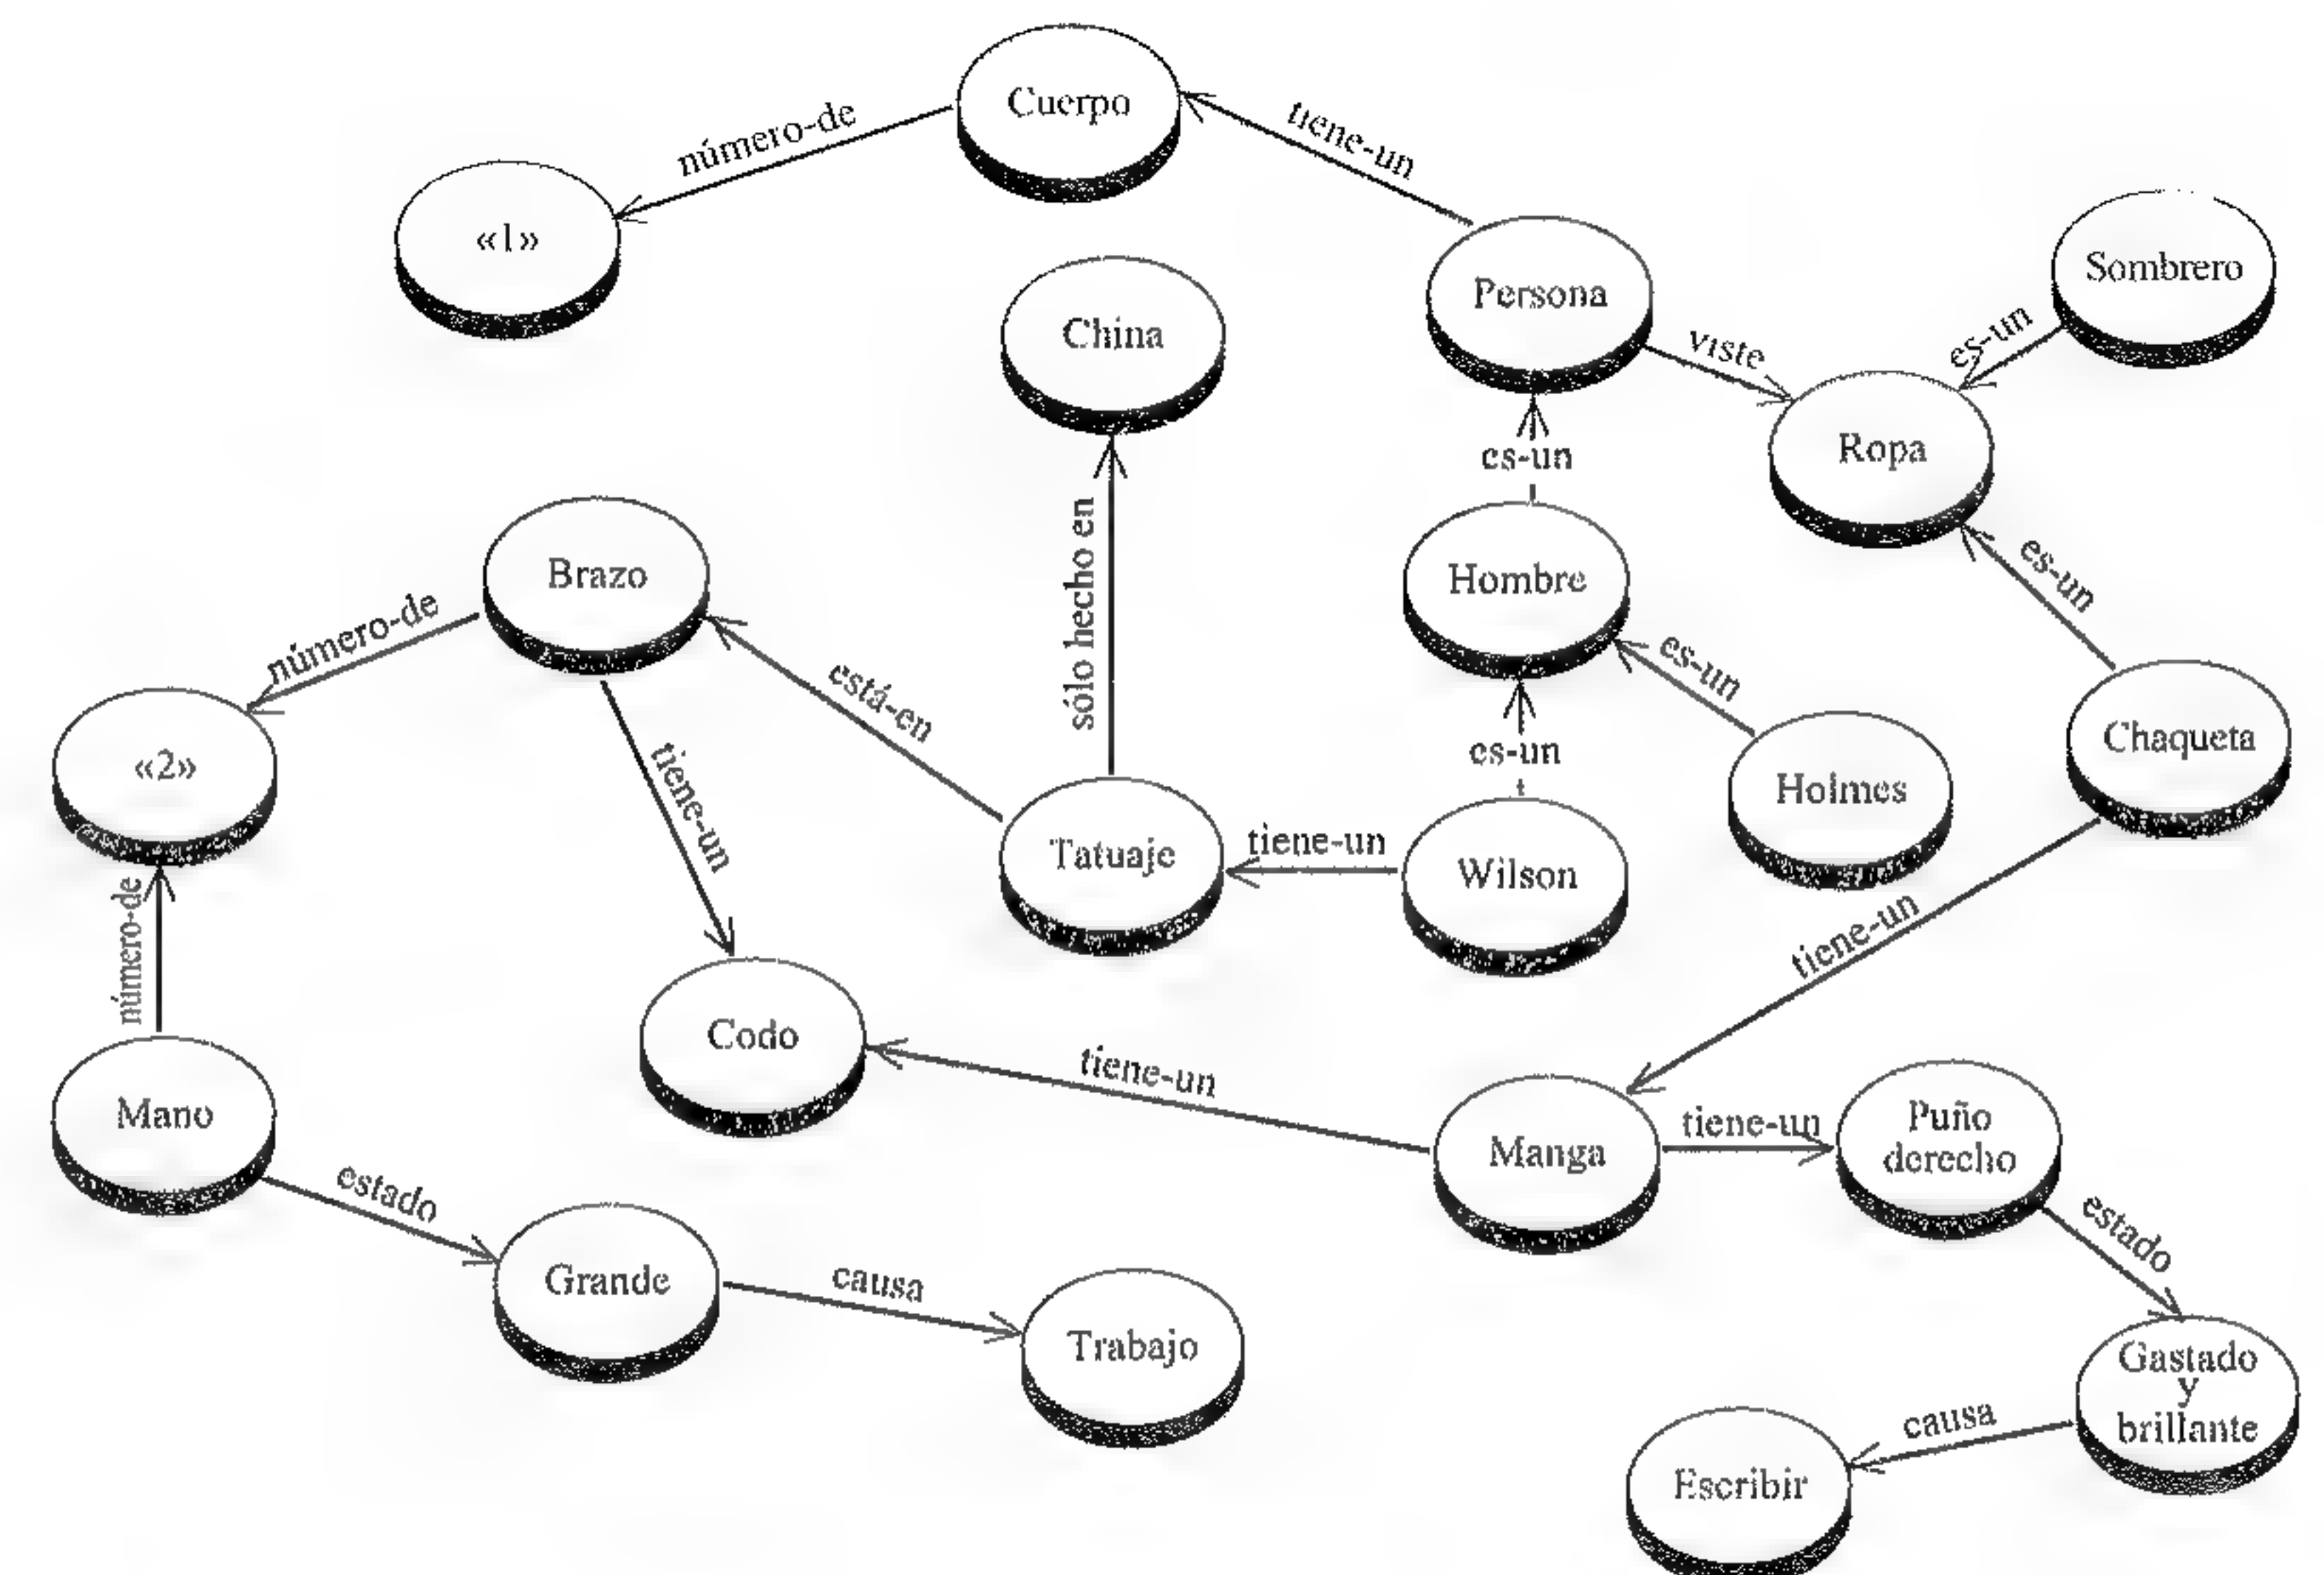 Cuerpo
tiene-un
número-de
«1»
Sombrero
Persona
China
es-un
viste
Ropa
es-un
sólo hecho en
Brazo
Hombre
es-un
número-de
está-en
es-un
«2»
tiene-un
es-un
Holmes
Chaqueta
Tatuaje
tiene-un
Wilson
número-de
tiene-un
Codo
tiene-un
Mano
Manga
tiene-un
Puño
derecho
estado
estado
Grande
causa
Trabajo
Gastado
y
brillante
causa
Escribir